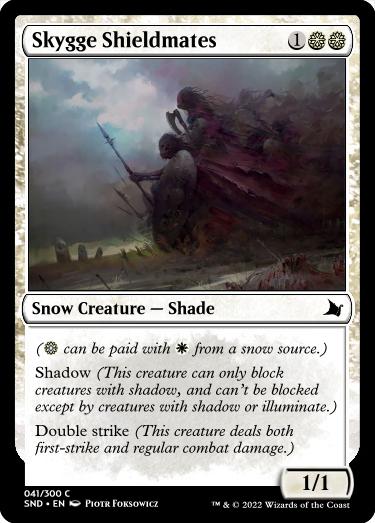 Skygge Shieldmates 1
Snow Creature — Shade
( can be paid with from a snow source.)
Shadow (This creature can only block
creatures with shadow, and can't be blocked
except by creatures with shadow or illuminate.)
Double strike (This creature deals both
first-strike and regular combat damage.)
1/1
041/300 C
SND • EN Piotr Foksowicz
™ & © 2022 Wizards of the Coast